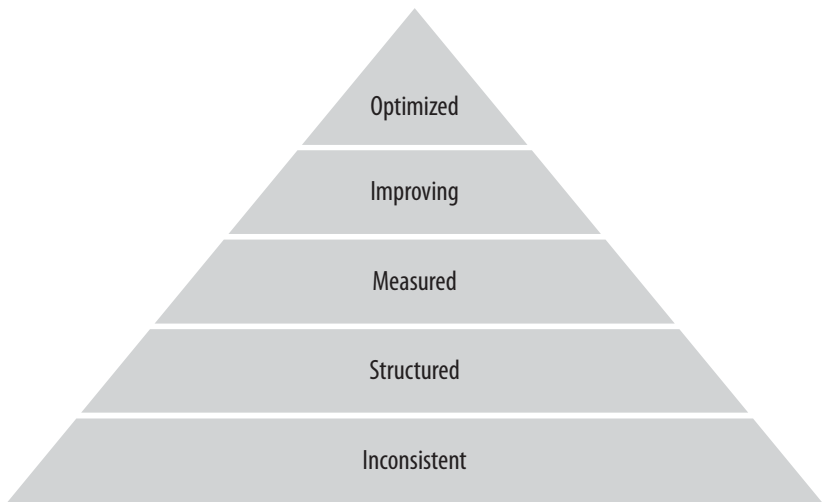 Optimized
Improving
Measured
Structured
Inconsistent